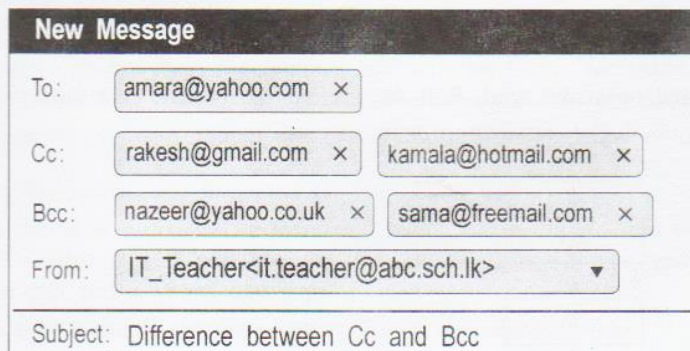 New Message
To: amara@yahoo.com ×
Cc: rakesh@gmail.com × kamala@hotmail.com ×
Bcc: nazeer@yahoo.co.uk × sama@freemail.com ×
From: IT_Teacher<it.teacher@abc.sch.lk> ▼
Subject: Difference between Cc and Bcc